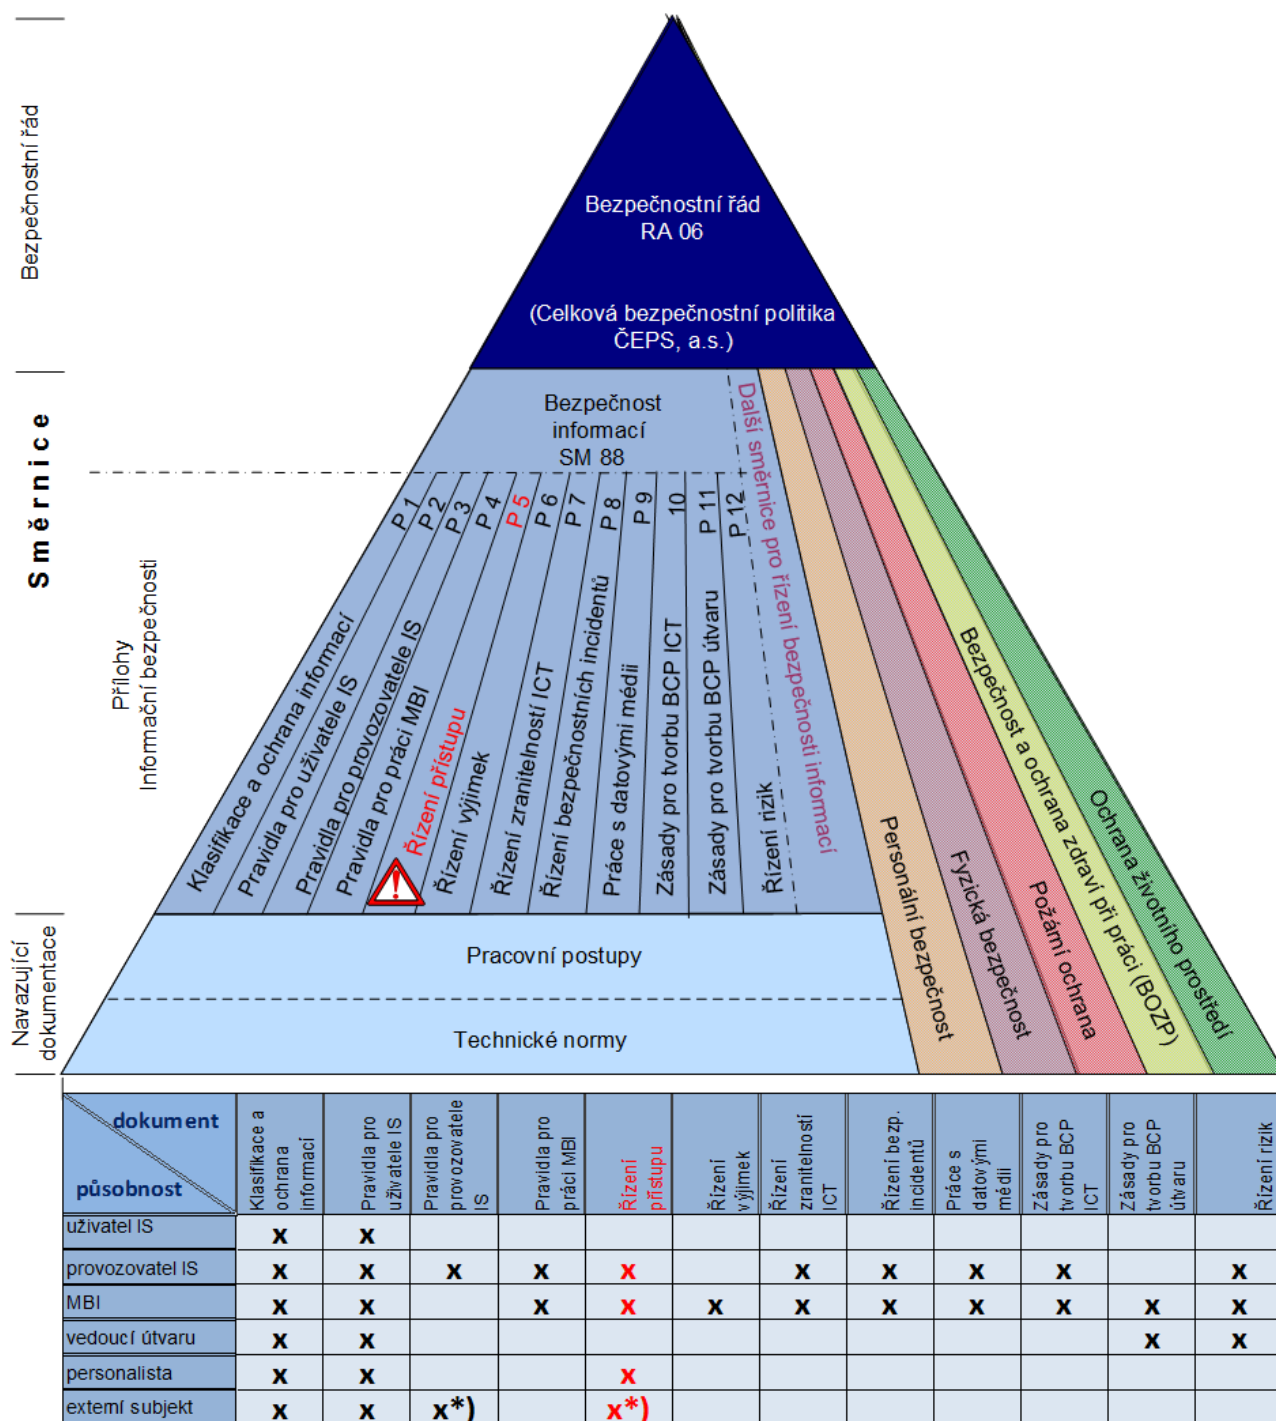 Bezpečnostní řád
Bezpečnostní řád
RA 06
(Celková bezpečnostní politika
ČEPS, a.s.)
Směrnice
Bezpečnost
informací
SM 88
Další směrnice pro řízení bezpečnosti informací
Přílohy
Informační bezpečnosti
P 1
P 2
P 3
P 4
P 5
P 6
P 7
P 8
P 9
10
P 11
P 12
Klasifikace a ochrana informací
Pravidla pro uživatele IS
Pravidla pro provozovatele IS
Pravidla pro práci MBI
Řízení přístupu
Řízení výjimek
Řízení zranitelností ICT
Řízení bezpečnostních incidentů
Práce s datovými médii
Zásady pro tvorbu BCP ICT
Zásady pro tvorbu BCP útvaru
Řízení rizik
Personální bezpečnost
Fyzická bezpečnost
Požární ochrana
Bezpečnost a ochrana zdraví při práci (BOZP)
Ochrana životního prostředí
Navazující
dokumentace
Pracovní postupy
Technické normy
dokument
působnost
Klasifikace a
ochrana
informací
Pravidla pro
uživatele IS
Pravidla pro
provozovatele
IS
Pravidla pro
práci MBI
Řízení
přístupu
Řízení
výjimek
Řízení
zranitelností
ICT
Řízení bezp.
incidentů
Práce s
datovými
médii
Zásady pro
tvorbu BCP
ICT
Zásady pro
tvorbu BCP
útvaru
Řízení rizik
uživatel IS x x
provozovatel IS x x x x x x x x x x
MBI x x x x x x x x x x x
vedoucí útvaru x x x x
personalista x x x
externí subjekt x x x*) x*)